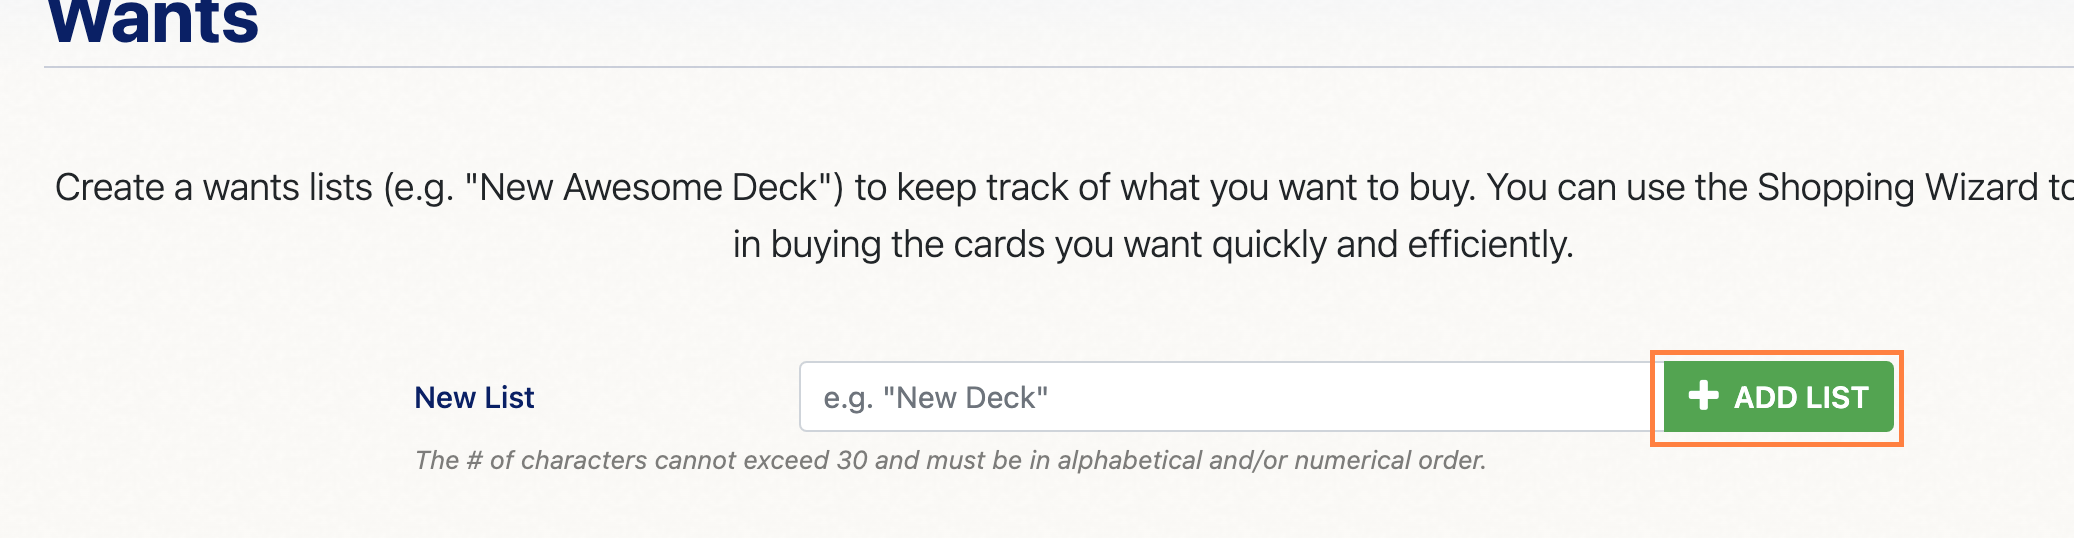 Wants
Create a wants lists (e.g. "New Awesome Deck") to keep track of what you want to buy. You can use the Shopping Wizard to
in buying the cards you want quickly and efficiently.
New List
e.g. "New Deck"
ADD LIST
The # of characters cannot exceed 30 and must be in alphabetical and/or numerical order.